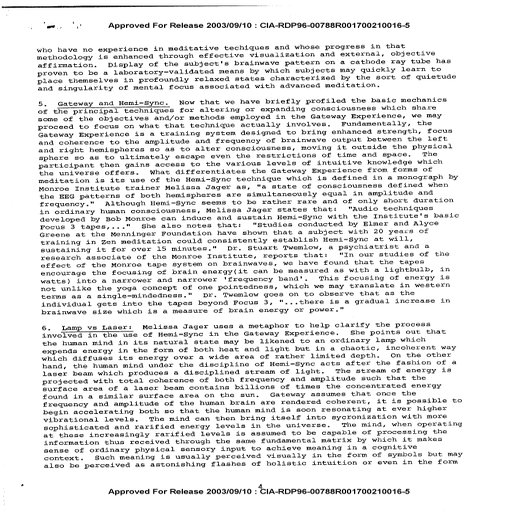 Approved For Release 2003/09/10 : CIA-RDP96-00788R001700210016-5
who have no experience in meditative techiques and whose progress in that
methodology is enhanced through effective visualization and external, objective
affirmation. Display of the subject's brainwave pattern on a cathode ray tube has
proven to be a laboratory-validated means by which subjects may quickly learn to
place themselves in profoundly relaxed states characterized by the sort of quietude
and singularity of mental focus associated with advanced meditation.
5. Gateway and Hemi-Sync. Now that we have briefly profiled the basic mechanics
of the principal techniques for altering or expanding consciousness which share
some of the objectives and/or methods employed in the Gateway Experience, we may
proceed to focus on what that technique actually involves. Fundamentally, the
Gateway Experience is a training system designed to bring enhanced strength, focus
and coherence to the amplitude and frequency of brainwave output between the left
and right hemispheres so as to alter consciousness, moving it outside the physical
sphere so as to ultimately escape even the restrictions of time and space. The
participant then gains access to the various levels of intuitive knowledge which
the universe offers. What differentiates the Gateway Experience from forms of
meditation is its use of the Hemi-Sync technique which is defined in a monograph by
Monroe Institute trainer Melissa Jager as, "a state of consciousness defined when
the EEG patterns of both hemispheres are simultaneously equal in amplitude and
frequency." Although Hemi-Sync seems to be rather rare and of only short duration
in ordinary human consciousness, Melissa Jager states that: "Audio techniques
developed by Bob Monroe can induce and sustain Hemi-Sync with the Institute's basic
Focus 3 tapes,..." She also notes that: "Studies conducted by Elmer and Alyce
Greene at the Menninger Foundation have shown that a subject with 20 years of
training in Zen meditation could consistently establish Hemi-Sync at will,
sustaining it for over 15 minutes." Dr. Stuart Twemlow, a psychiatrist and a
research associate of the Monroe Institute, reports that: "In our studies of the
effect of the Monroe tape system on brainwaves, we have found that the tapes
encourage the focusing of brain energy(it can be measured as with a lightbulb, in
watts) into a narrower and narrower 'frequency band'. This focusing of energy is
not unlike the yoga concept of one pointedness, which we may translate in western
terms as a single-mindedness." Dr. Twemlow goes on to observe that as the
individual gets into the tapes beyond Focus 3, "...there is a gradual increase in
brainwave size which is a measure of brain energy or power."
6. Lamp vs Laser: Melissa Jager uses a metaphor to help clarify the process
involved in the use of Hemi-Sync in the Gateway Experience. She points out that
the human mind in its natural state may be likened to an ordinary lamp which
expends energy in the form of both heat and light but in a chaotic, incoherent way
which diffuses its energy over a wide area of rather limited depth. On the other
hand, the human mind under the discipline of Hemi-Sync acts after the fashion of a
laser beam which produces a disciplined stream of light. The stream of energy is
projected with total coherence of both frequency and amplitude such that the
surface area of a laser beam contains billions of times the concentrated energy
found in a similar surface area on the sun. Gateway assumes that once the
frequency and amplitude of the human brain are rendered coherent, it is possible to
begin accelerating both so that the human mind is soon resonating at ever higher
vibrational levels. The mind can then bring itself into sycronization with more
sophisticated and rarified energy levels in the universe. The mind, when operating
at these increasingly rarified levels is assumed to be capable of processing the
information thus received through the same fundamental matrix by which it makes
sense of ordinary physical sensory input to achieve meaning in a cognitive
context. Such meaning is usually perceived visually in the form of symbols but may
also be perceived as astonishing flashes of holistic intuition or even in the form
4
Approved For Release 2003/09/10 : CIA-RDP96-00788R001700210016-5